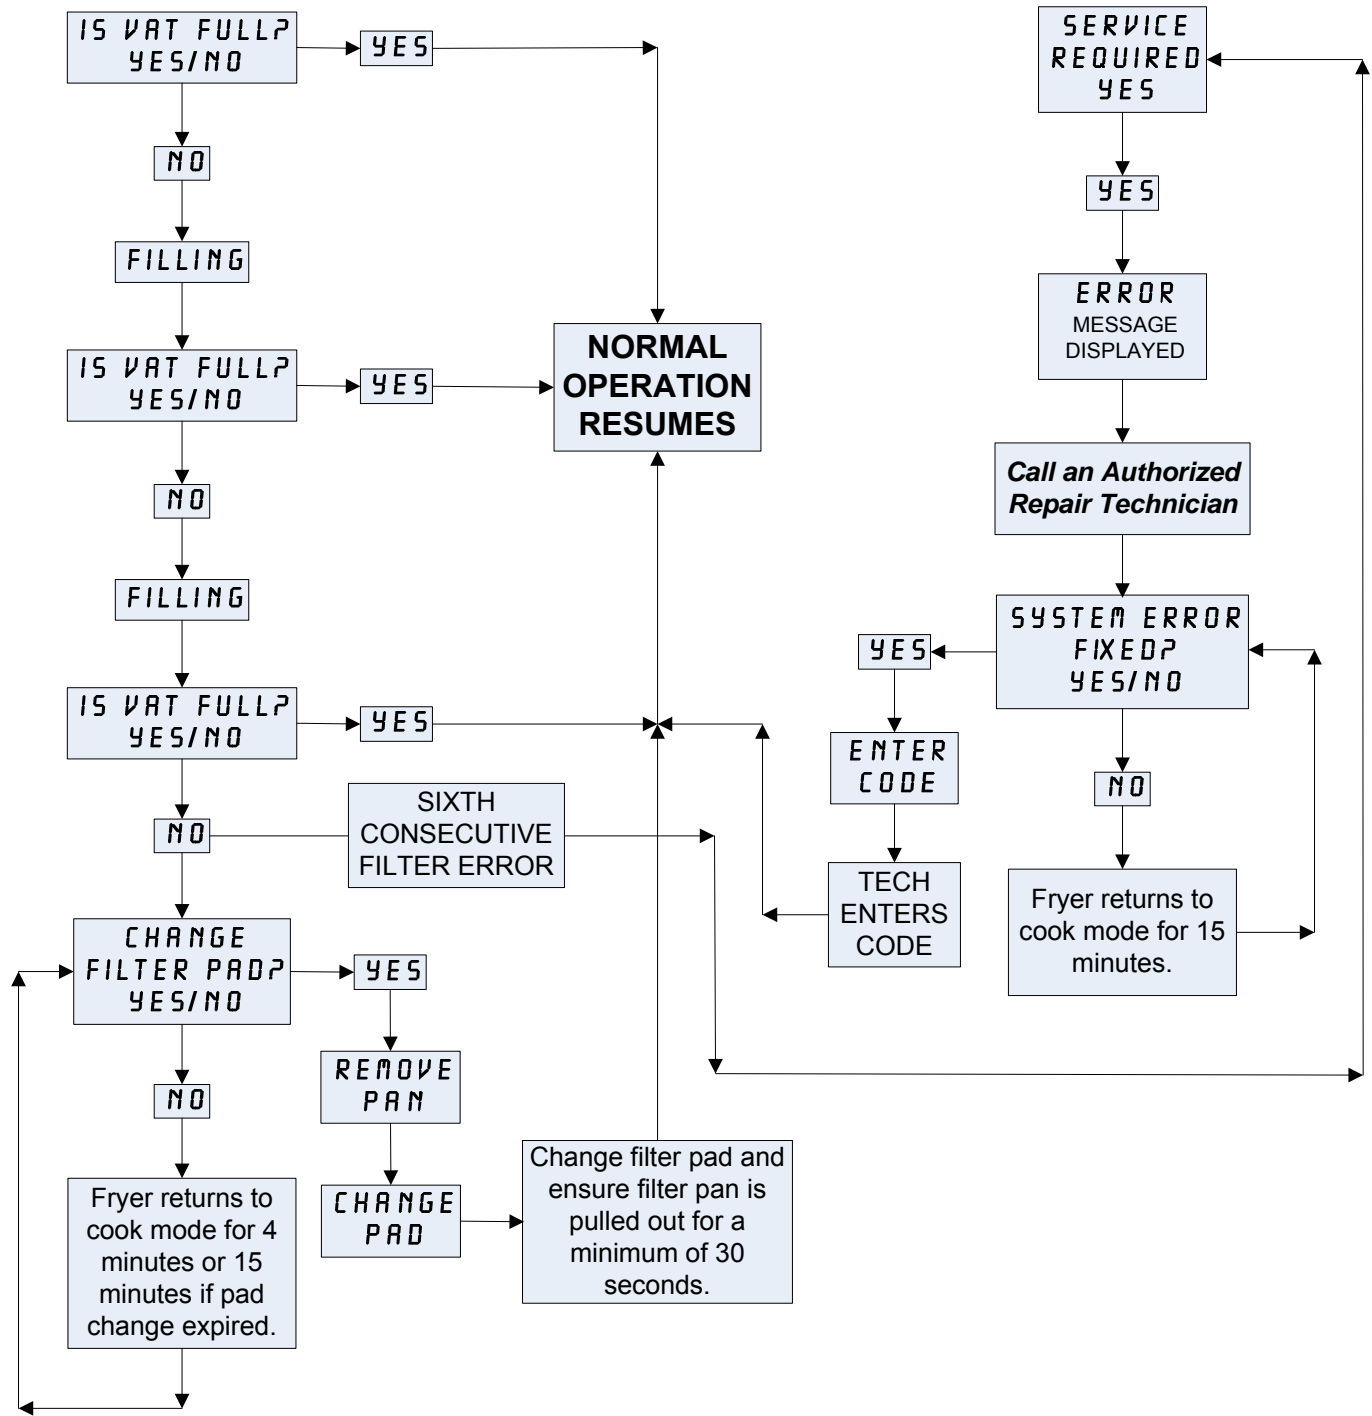 IS VAT FULL?
YES/NO
YES
NO
FILLING
IS VAT FULL?
YES/NO
YES
NO
FILLING
IS VAT FULL?
YES/NO
YES
NO
SIXTH
CONSECUTIVE
FILTER ERROR
CHANGE
FILTER PAD?
YES/NO
YES
REMOVE
PAN
CHANGE
PAD
Change filter pad and
ensure filter pan is
pulled out for a
minimum of 30
seconds.
NO
Fryer returns to
cook mode for 4
minutes or 15
minutes if pad
change expired.
NORMAL
OPERATION
RESUMES
SERVICE
REQUIRED
YES
YES
ERROR
MESSAGE
DISPLAYED
Call an Authorized
Repair Technician
SYSTEM ERROR
FIXED?
YES/NO
YES
ENTER
CODE
TECH
ENTERS
CODE
NO
Fryer returns to
cook mode for 15
minutes.